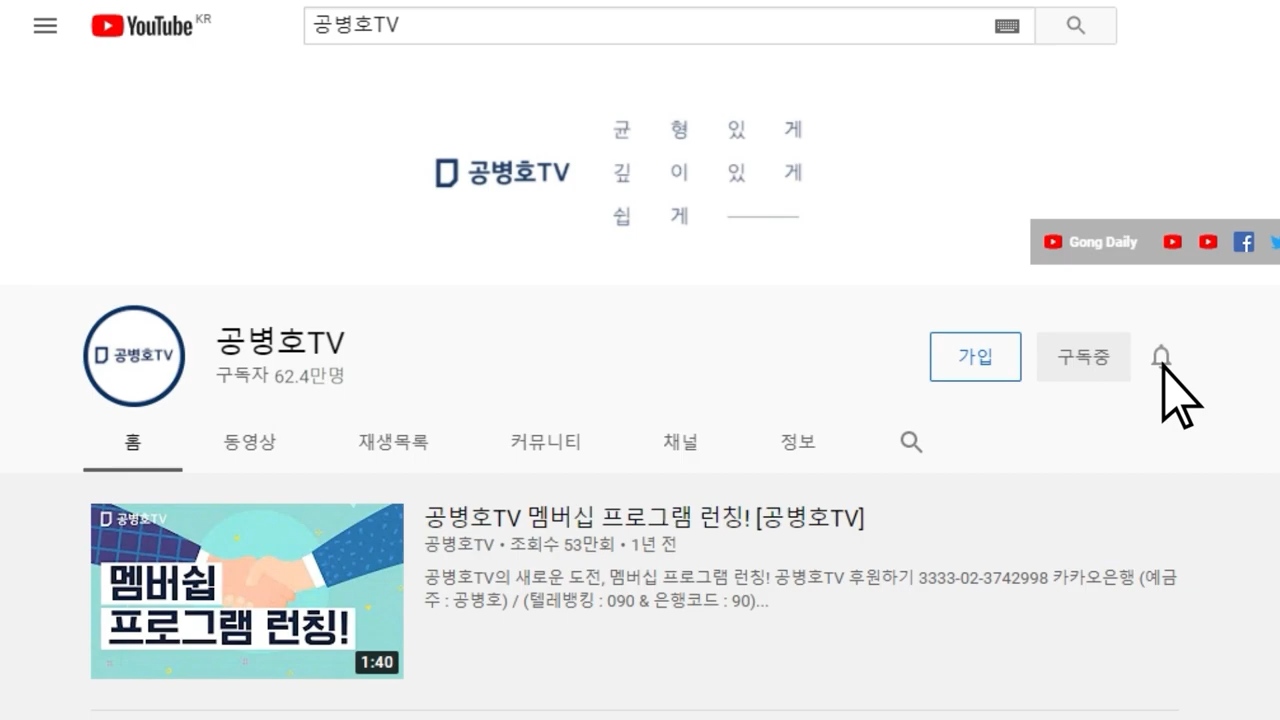 YouTube KR
공병호TV
균 형 있 게
공병호TV
깊 이 있 게
쉽 게
Gong Daily
공병호TV
공병호TV
구독자 62.4만명
가입
구독중
홈
동영상
재생목록
커뮤니티
채널
정보
공병호TV
멤버쉽
프로그램 런칭!
1:40
공병호TV 멤버십 프로그램 런칭! [공병호TV]
공병호TV • 조회수 53만회 • 1년 전
공병호TV의 새로운 도전, 멤버십 프로그램 런칭! 공병호TV 후원하기 3333-02-3742998 카카오은행 (예금
주 : 공병호) / (텔레뱅킹 : 090 & 은행코드 : 90)...